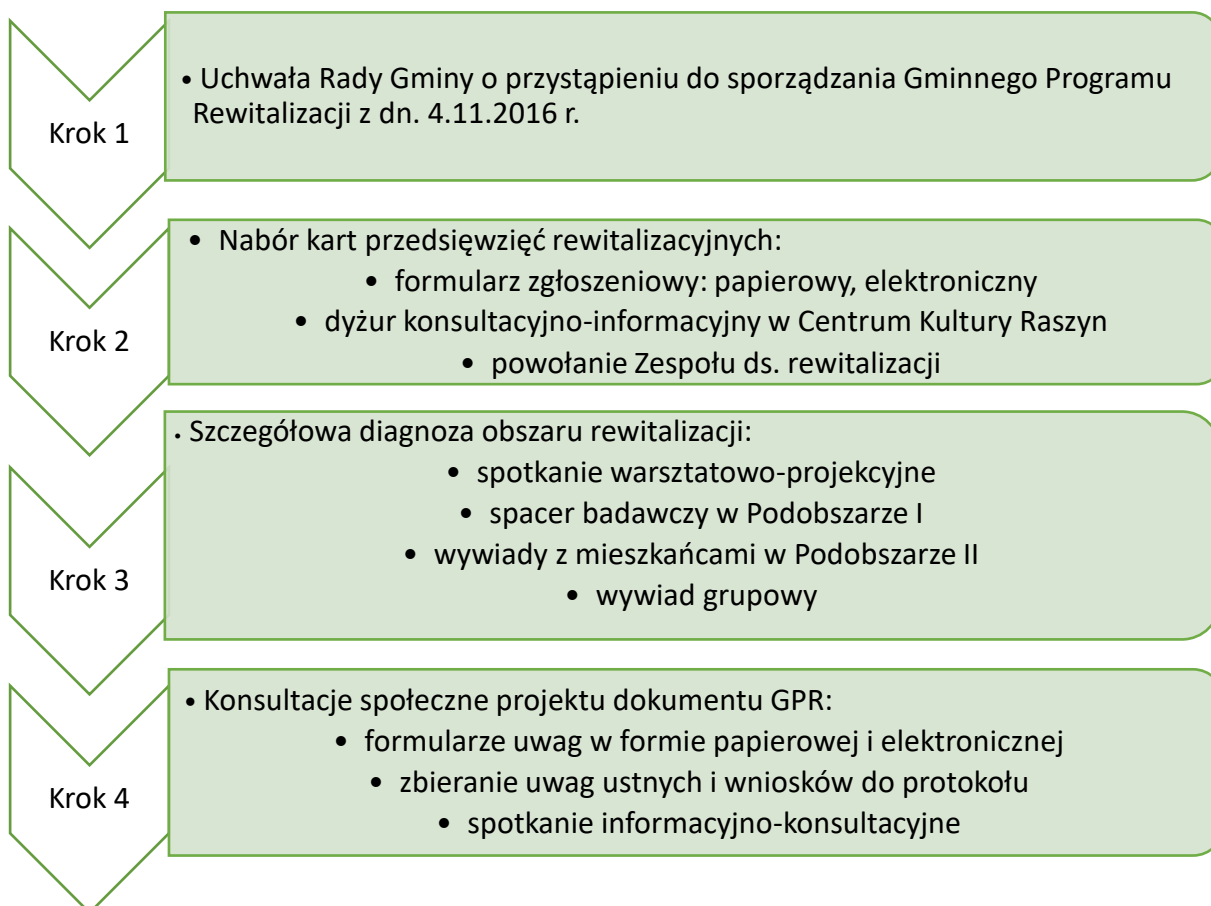 Krok 1
• Uchwała Rady Gminy o przystąpieniu do sporządzania Gminnego Programu
Rewitalizacji z dn. 4.11.2016 r.
Krok 2
• Nabór kart przedsięwzięć rewitalizacyjnych:
• formularz zgłoszeniowy: papierowy, elektroniczny
• dyżur konsultacyjno-informacyjny w Centrum Kultury Raszyn
• powołanie Zespołu ds. rewitalizacji
Krok 3
• Szczegółowa diagnoza obszaru rewitalizacji:
• spotkanie warsztatowo-projekcyjne
• spacer badawczy w Podobszarze I
• wywiady z mieszkańcami w Podobszarze II
• wywiad grupowy
Krok 4
• Konsultacje społeczne projektu dokumentu GPR:
• formularze uwag w formie papierowej i elektronicznej
• zbieranie uwag ustnych i wniosków do protokołu
• spotkanie informacyjno-konsultacyjne